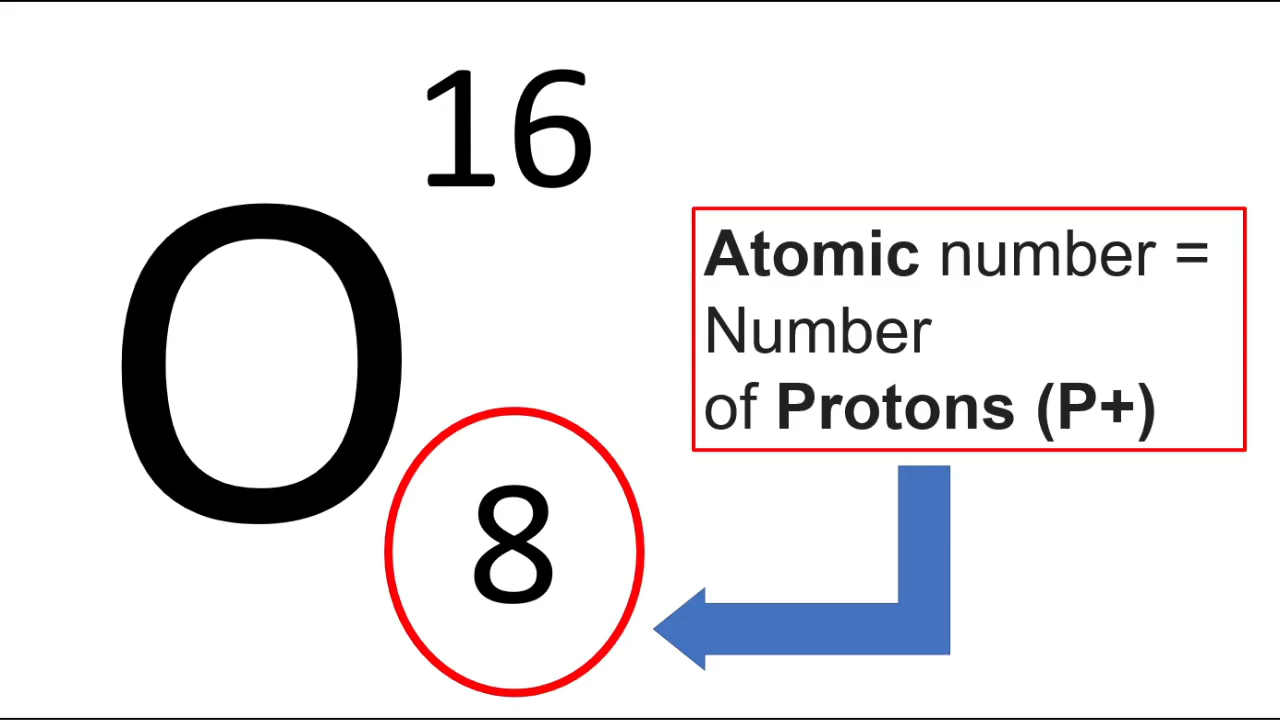 16
O
8
Atomic number =
Number
of Protons (P+)